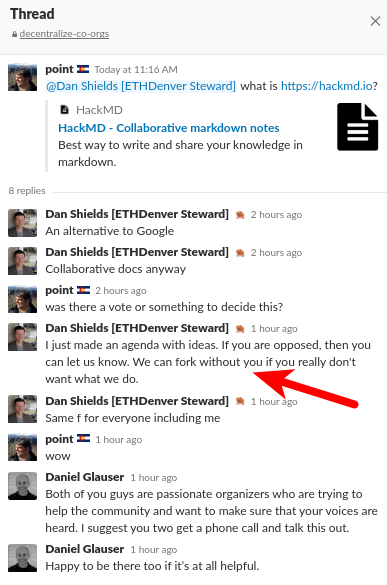 Thread
decentralize-co-orgs
point Today at 11:16 AM
@Dan Shields [ETHDenver Steward] what is https://hackmd.io?
HackMD
HackMD - Collaborative markdown notes
Best way to write and share your knowledge in
markdown.
8 replies
Dan Shields [ETHDenver Steward] 2 hours ago
An alternative to Google
Dan Shields [ETHDenver Steward] 2 hours ago
Collaborative docs anyway
point 2 hours ago
was there a vote or something to decide this?
Dan Shields [ETHDenver Steward] 1 hour ago
I just made an agenda with ideas. If you are opposed, then you
can let us know. We can fork without you if you really don't
want what we do.
Dan Shields [ETHDenver Steward] 1 hour ago
Same f for everyone including me
point 1 hour ago
wow
Daniel Glauser 1 hour ago
Both of you guys are passionate organizers who are trying to
help the community and want to make sure that your voices are
heard. I suggest you two get a phone call and talk this out.
Daniel Glauser 1 hour ago
Happy to be there too if it's at all helpful.